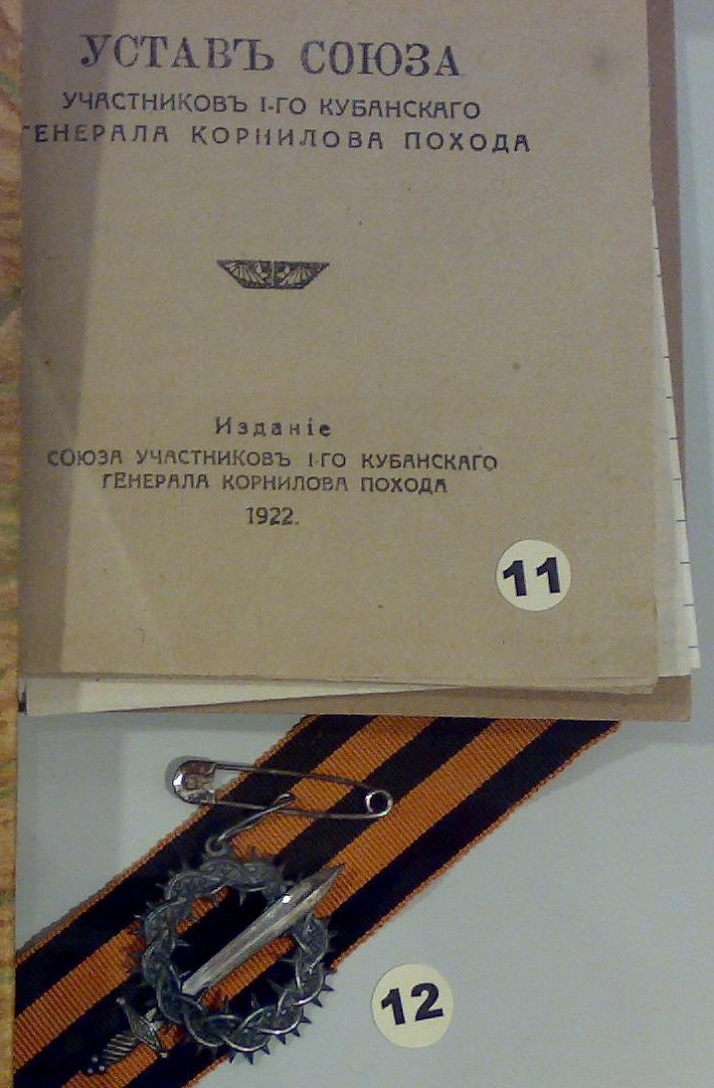 УСТАВЪ СОЮЗА
УЧАСТНИКОВЪ I-ГО КУБАНСКАГО
ГЕНЕРАЛА КОРНИЛОВА ПОХОДА
Изданіе
СОЮЗА УЧАСТНИКОВЪ I-ГО КУБАНСКАГО
ГЕНЕРАЛА КОРНИЛОВА ПОХОДА
1922.
11
12